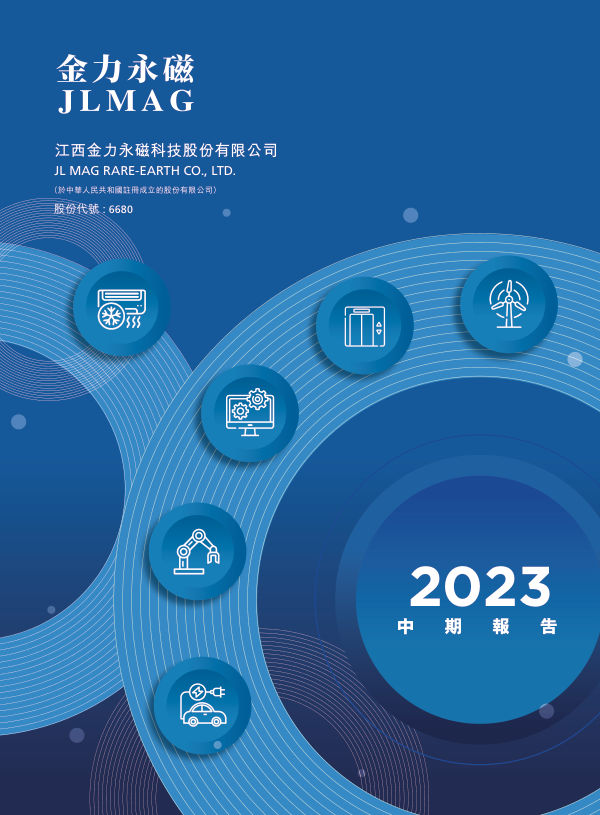 金力永磁
JLMAG
江西金力永磁科技股份有限公司
JL MAG RARE-EARTH CO., LTD.
(於中華人民共和國註冊成立的股份有限公司)
股份代號 : 6680
2023
中期報告